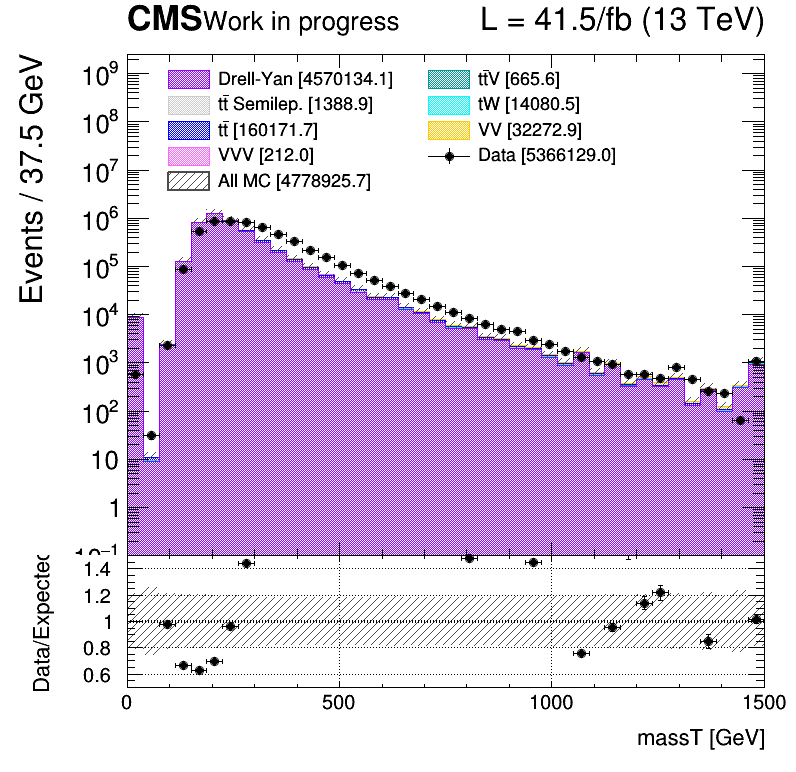 CMS Work in progress L = 41.5/fb (13 TeV)
Events / 37.5 GeV
Drell-Yan [4570134.1]
tt̄ Semilep. [1388.9]
tt̄ [160171.7]
VVV [212.0]
All MC [4778925.7]
tt̄V [665.6]
tW [14080.5]
VV [32272.9]
Data [5366129.0]
10⁹
10⁸
10⁷
10⁶
10⁵
10⁴
10³
10²
10
1
10⁻¹
Data/Expected
1.4
1.2
1
0.8
0.6
0 500 1000 1500
massT [GeV]